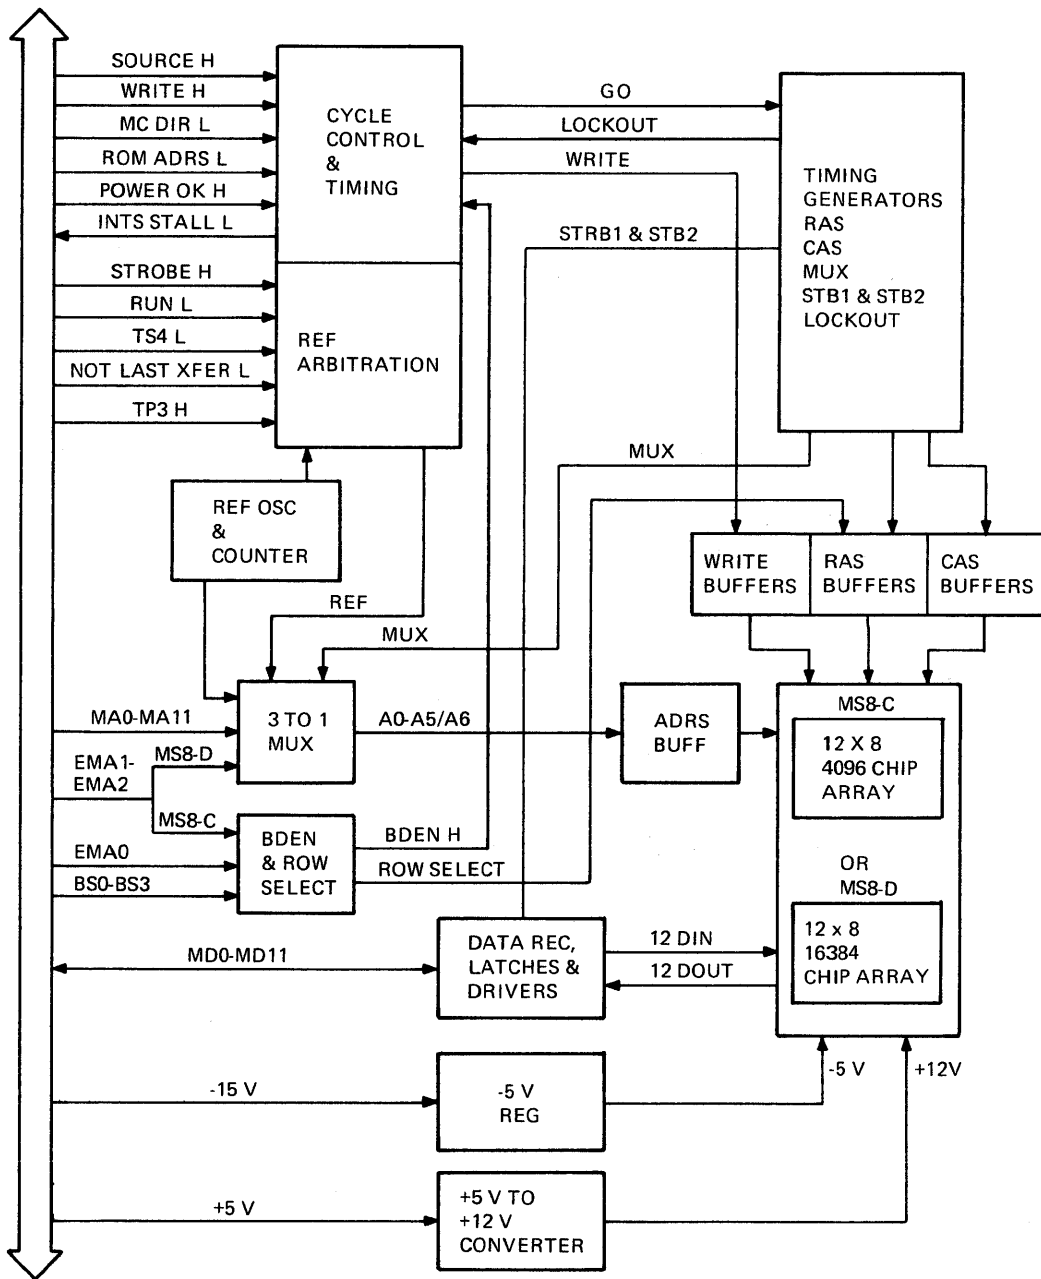 SOURCE H
WRITE H
MC DIR L
ROM ADRS L
POWER OK H
INTS STALL L
STROBE H
RUN L
TS4 L
NOT LAST XFER L
TP3 H
CYCLE
CONTROL
&
TIMING
REF
ARBITRATION
GO
LOCKOUT
WRITE
STRB1 & STB2
TIMING
GENERATORS
RAS
CAS
MUX
STB1 & STB2
LOCKOUT
MUX
REF OSC
&
COUNTER
REF
MUX
WRITE
BUFFERS
RAS
BUFFERS
CAS
BUFFERS
MA0-MA11
EMA1-
EMA2
MS8-D
MS8-C
3 TO 1
MUX
A0-A5/A6
ADRS
BUFF
EMA0
BS0-BS3
BDEN
& ROW
SELECT
BDEN H
ROW SELECT
MS8-C
12 X 8
4096 CHIP
ARRAY
OR
MS8-D
12 x 8
16384
CHIP ARRAY
MD0-MD11
DATA REC,
LATCHES &
DRIVERS
12 DIN
12 DOUT
-15 V
-5 V
REG
-5 V
+12V
+5 V
+5 V TO
+12 V
CONVERTER